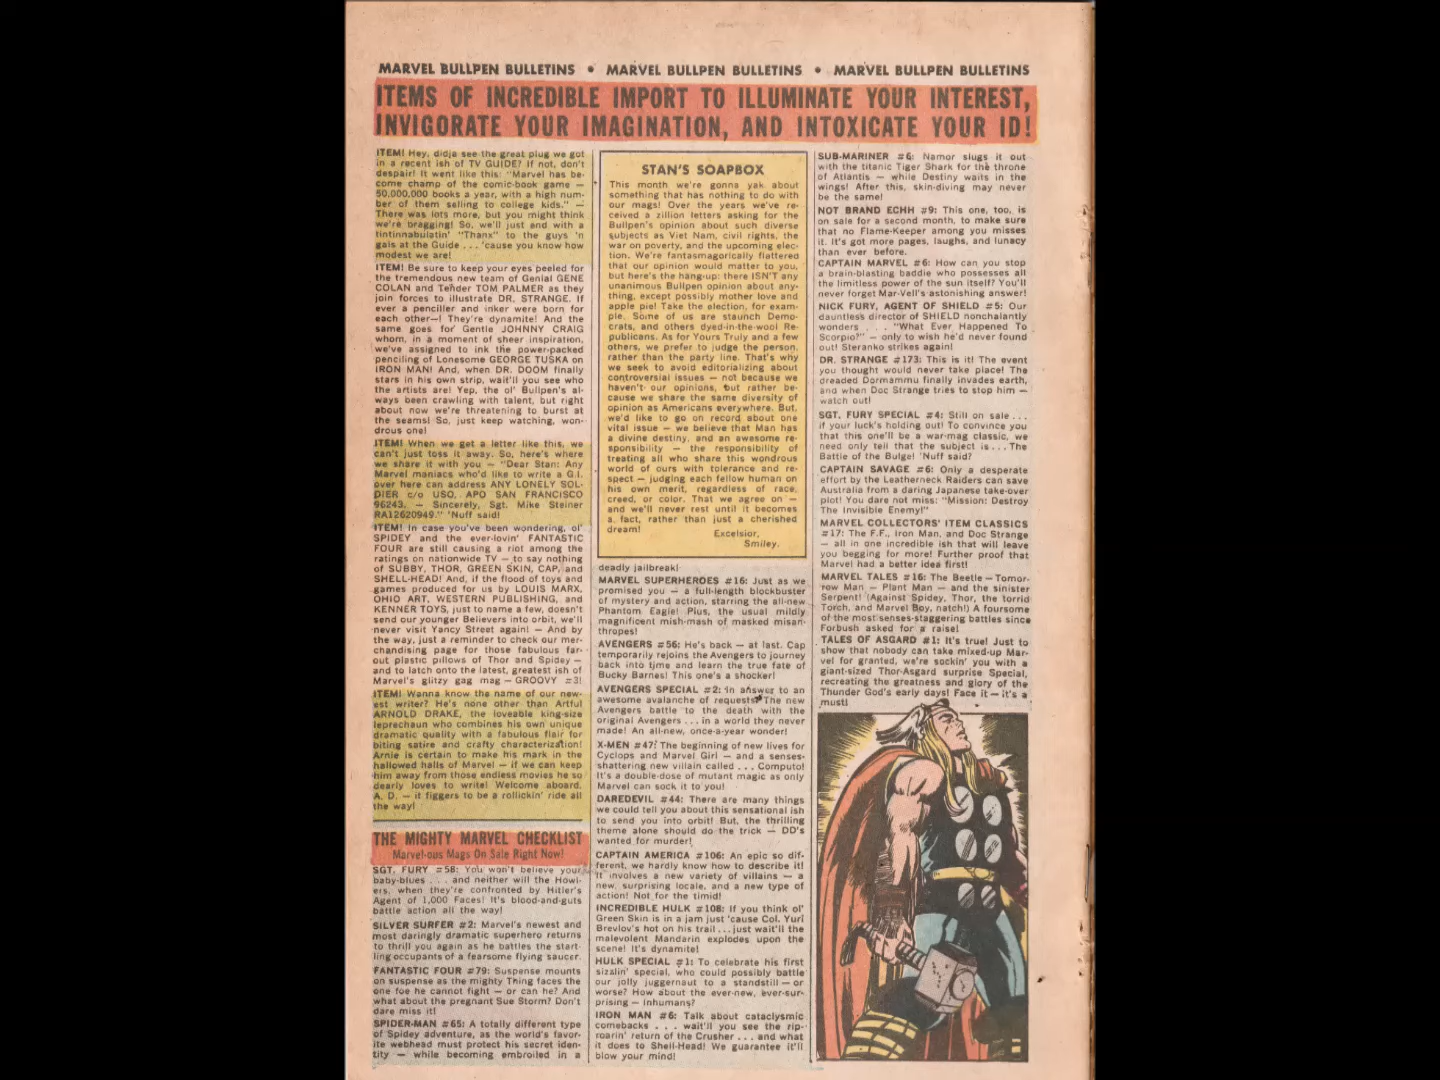 MARVEL BULLPEN BULLETINS • MARVEL BULLPEN BULLETINS • MARVEL BULLPEN BULLETINS
ITEMS OF INCREDIBLE IMPORT TO ILLUMINATE YOUR INTEREST,
INVIGORATE YOUR IMAGINATION, AND INTOXICATE YOUR ID!
ITEM! Hey, didja see the great plug we got
in a recent ish of TV GUIDE? If not, don't
despair! It went like this: "Marvel has be-
come champ of the comic-book game —
50,000,000 books a year, with a high num-
ber of them selling to college kids." —
There was lots more, but you might think
we're bragging! So, we'll just end with a
tintinnabulatin' "Thanx" to the guys 'n
gals at the Guide . . . 'cause you know how
modest we are!
ITEM! Be sure to keep your eyes peeled for
the tremendous new team of Genial GENE
COLAN and Tender TOM PALMER as they
join forces to illustrate DR. STRANGE. If
ever a penciller and inker were born for
each other—! They're dynamite! And the
same goes for Gentle JOHNNY CRAIG
whom, in a moment of sheer inspiration,
we've assigned to ink the power-packed
penciling of Lonesome GEORGE TUSKA on
IRON MAN! And, when DR. DOOM finally
stars in his own strip, wait'll you see who
the artists are! Yep, the ol' Bullpen's al-
ways been crawling with talent, but right
about now we're threatening to burst at
the seams! So, just keep watching, won-
drous one!
ITEM! When we get a letter like this, we
can't just toss it away. So, here's where
we share it with you — "Dear Stan: Any
Marvel maniacs who'd like to write a G.I.
over here can address ANY LONELY SOL-
DIER c/o USO, APO SAN FRANCISCO
96243. — Sincerely, Sgt. Mike Steiner
RA12620949." 'Nuff said!
ITEM! In case you've been wondering, ol'
SPIDEY and the ever-lovin' FANTASTIC
FOUR are still causing a riot among the
ratings on nationwide TV — to say nothing
of SUBBY, THOR, GREEN SKIN, CAP, and
SHELL-HEAD! And, if the flood of toys and
games produced for us by LOUIS MARX,
OHIO ART, WESTERN PUBLISHING, and
KENNER TOYS, just to name a few, doesn't
send our younger Believers into orbit, we'll
never visit Yancy Street again! — And by
the way, just a reminder to check our mer-
chandising page for those fabulous far-
out plastic pillows of Thor and Spidey —
and to latch onto the latest, greatest ish of
Marvel's glitzy gag mag — GROOVY #3!
ITEM! Wanna know the name of our new-
est writer? He's none other than Artful
ARNOLD DRAKE, the loveable king-size
leprechaun who combines his own unique
dramatic quality with a fabulous flair for
biting satire and crafty characterization!
Arnie is certain to make his mark in the
hallowed halls of Marvel — if we can keep
him away from those endless movies he so
dearly loves to write! Welcome aboard,
A. D. — it figgers to be a rollickin' ride all
the way!
THE MIGHTY MARVEL CHECKLIST
Marvel-ous Mags On Sale Right Now!
SGT. FURY #58: You won't believe your
baby-blues . . . and neither will the Howl-
ers, when they're confronted by Hitler's
Agent of 1,000 Faces! It's blood-and-guts
battle action all the way!
SILVER SURFER #2: Marvel's newest and
most daringly dramatic superhero returns
to thrill you again as he battles the start-
ling occupants of a fearsome flying saucer.
FANTASTIC FOUR #79: Suspense mounts
on suspense as the mighty Thing faces the
one foe he cannot fight — or can he? And
what about the pregnant Sue Storm? Don't
dare miss it!
SPIDER-MAN #65: A totally different type
of Spidey adventure, as the world's favor-
ite webhead must protect his secret iden-
tity — while becoming embroiled in a
STAN'S SOAPBOX
This month we're gonna yak about
something that has nothing to do with
our mags! Over the years we've re-
ceived a zillion letters asking for the
Bullpen's opinion about such diverse
subjects as Viet Nam, civil rights, the
war on poverty, and the upcoming elec-
tion. We're fantasmagorically flattered
that our opinion would matter to you,
but here's the hang-up: there ISN'T any
unanimous Bullpen opinion about any-
thing, except possibly mother love and
apple pie! Take the election, for exam-
ple. Some of us are staunch Demo-
crats, and others dyed-in-the-wool Re-
publicans. As for Yours Truly and a few
others, we prefer to judge the person,
rather than the party line. That's why
we seek to avoid editorializing about
controversial issues — not because we
haven't our opinions, but rather be-
cause we share the same diversity of
opinion as Americans everywhere. But,
we'd like to go on record about one
vital issue — we believe that Man has
a divine destiny, and an awesome re-
sponsibility — the responsibility of
treating all who share this wondrous
world of ours with tolerance and re-
spect — judging each fellow human on
his own merit, regardless of race,
creed, or color. That we agree on —
and we'll never rest until it becomes
a fact, rather than just a cherished
dream!
Excelsior,
Smiley.
deadly jailbreak!
MARVEL SUPERHEROES #16: Just as we
promised you — a full-length blockbuster
of mystery and action, starring the all-new
Phantom Eagle! Plus, the usual mildly
magnificent mish-mash of masked misan-
thropes!
AVENGERS #56: He's back — at last. Cap
temporarily rejoins the Avengers to journey
back into time and learn the true fate of
Bucky Barnes! This one's a shocker!
AVENGERS SPECIAL #2: In answer to an
awesome avalanche of requests! The new
Avengers battle to the death with the
original Avengers . . . in a world they never
made! An all-new, once-a-year wonder!
X-MEN #47: The beginning of new lives for
Cyclops and Marvel Girl — and a senses-
shattering new villain called . . . Computo!
It's a double-dose of mutant magic as only
Marvel can sock it to you!
DAREDEVIL #44: There are many things
we could tell you about this sensational ish
to send you into orbit! But, the thrilling
theme alone should do the trick — DD's
wanted for murder!
CAPTAIN AMERICA #106: An epic so dif-
ferent, we hardly know how to describe it!
It involves a new variety of villains — a
new, surprising locale, and a new type of
action! Not for the timid!
INCREDIBLE HULK #108: If you think ol'
Green Skin is in a jam just 'cause Col. Yuri
Brevlov's hot on his trail . . . just wait'll the
malevolent Mandarin explodes upon the
scene! It's dynamite!
HULK SPECIAL #1: To celebrate his first
sizzlin' special, who could possibly battle
our jolly juggernaut to a standstill — or
worse? How about the ever-new, ever-sur-
prising — Inhumans?
IRON MAN #6: Talk about cataclysmic
comebacks . . . wait'll you see the rip-
roarin' return of the Crusher . . . and what
it does to Shell-Head! We guarantee it'll
blow your mind!
SUB-MARINER #6: Namor slugs it out
with the titanic Tiger Shark for the throne
of Atlantis — while Destiny waits in the
wings! After this, skin-diving may never
be the same!
NOT BRAND ECHH #9: This one, too, is
on sale for a second month, to make sure
that no Flame-Keeper among you misses
it. It's got more pages, laughs, and lunacy
than ever before.
CAPTAIN MARVEL #6: How can you stop
a brain-blasting baddie who possesses all
the limitless power of the sun itself? You'll
never forget Mar-Vell's astonishing answer!
NICK FURY, AGENT OF SHIELD #5: Our
dauntless director of SHIELD nonchalantly
wonders . . . "What Ever Happened To
Scorpio?" — only to wish he'd never found
out! Steranko strikes again!
DR. STRANGE #173: This is it! The event
you thought would never take place! The
dreaded Dormammu finally invades earth,
and when Doc Strange tries to stop him —
watch out!
SGT. FURY SPECIAL #4: Still on sale . . .
if your luck's holding out! To convince you
that this one'll be a war-mag classic, we
need only tell that the subject is . . . The
Battle of the Bulge! 'Nuff said?
CAPTAIN SAVAGE #6: Only a desperate
effort by the Leatherneck Raiders can save
Australia from a daring Japanese take-over
plot! You dare not miss: "Mission: Destroy
The Invisible Enemy!"
MARVEL COLLECTORS' ITEM CLASSICS
#17: The F.F., Iron Man, and Doc Strange
— all in one incredible ish that will leave
you begging for more! Further proof that
Marvel had a better idea first!
MARVEL TALES #16: The Beetle — Tomor-
row Man — Plant Man — and the sinister
Serpent! (Against Spidey, Thor, the torrid
Torch, and Marvel Boy, natch!) A foursome
of the most senses-staggering battles since
Forbush asked for a raise!
TALES OF ASGARD #1: It's true! Just to
show that nobody can take mixed-up Mar-
vel for granted, we're sockin' you with a
giant-sized Thor-Asgard surprise Special,
recreating the greatness and glory of the
Thunder God's early days! Face it — it's a
must!